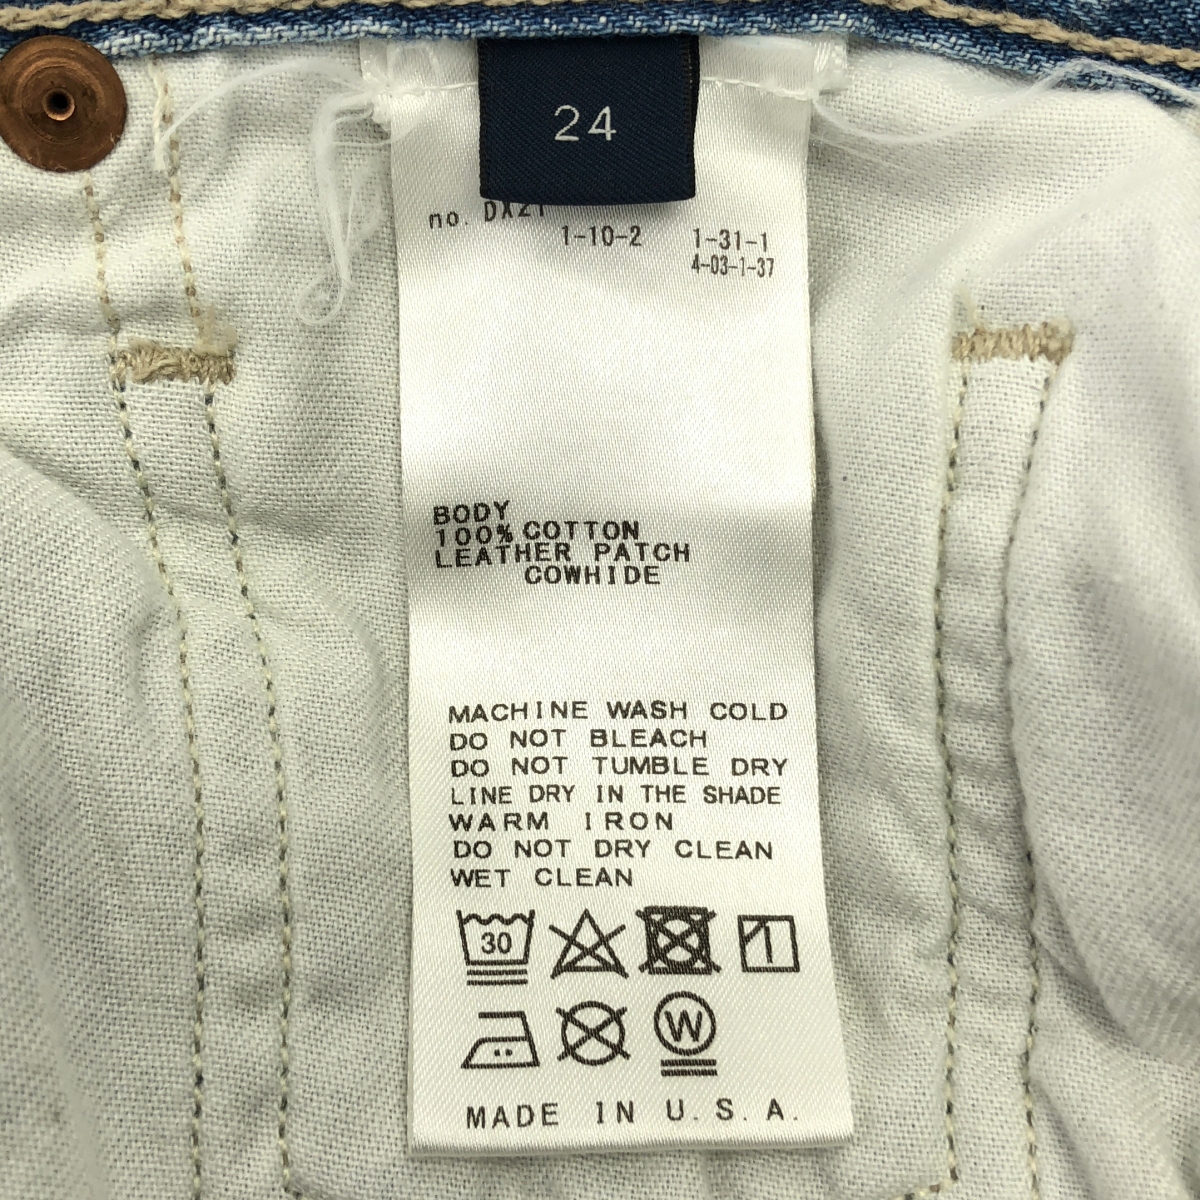 24
no. DX21
1-10-2 1-31-1
4-03-1-37
BODY
100% COTTON
LEATHER PATCH
COWHIDE
MACHINE WASH COLD
DO NOT BLEACH
DO NOT TUMBLE DRY
LINE DRY IN THE SHADE
WARM IRON
DO NOT DRY CLEAN
WET CLEAN
30
W
MADE IN U.S.A.